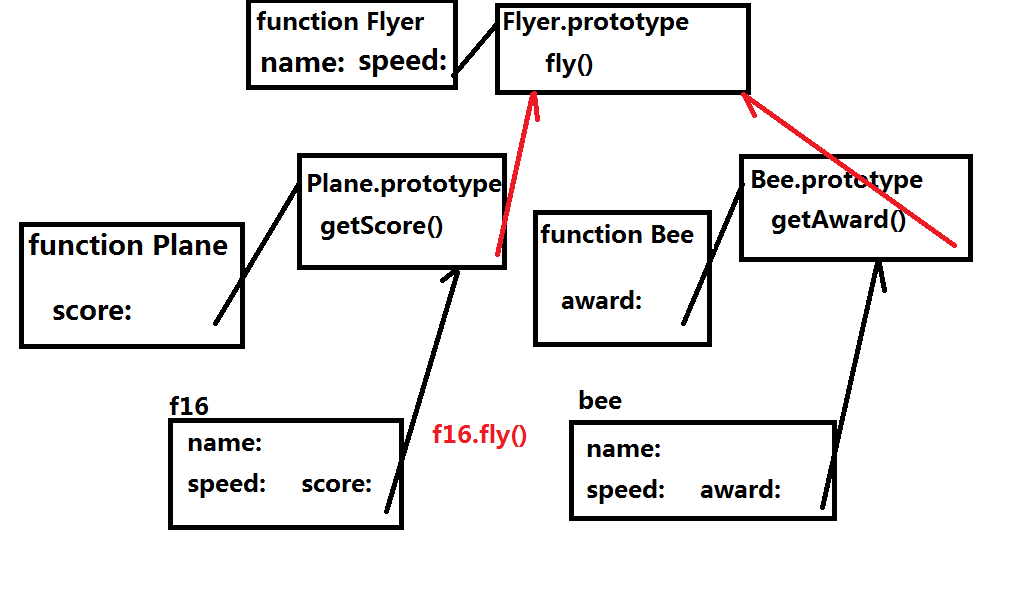 function Flyer
name: speed:
Flyer.prototype
fly()
Plane.prototype
getScore()
Bee.prototype
getAward()
function Plane
score:
function Bee
award:
f16
name:
speed: score:
f16.fly()
bee
name:
speed: award: